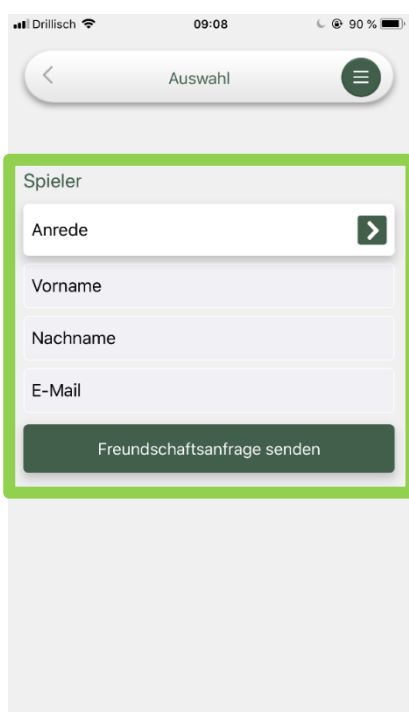 Drillisch 09:08 90 %
Auswahl
Spieler
Anrede
Vorname
Nachname
E-Mail
Freundschaftsanfrage senden